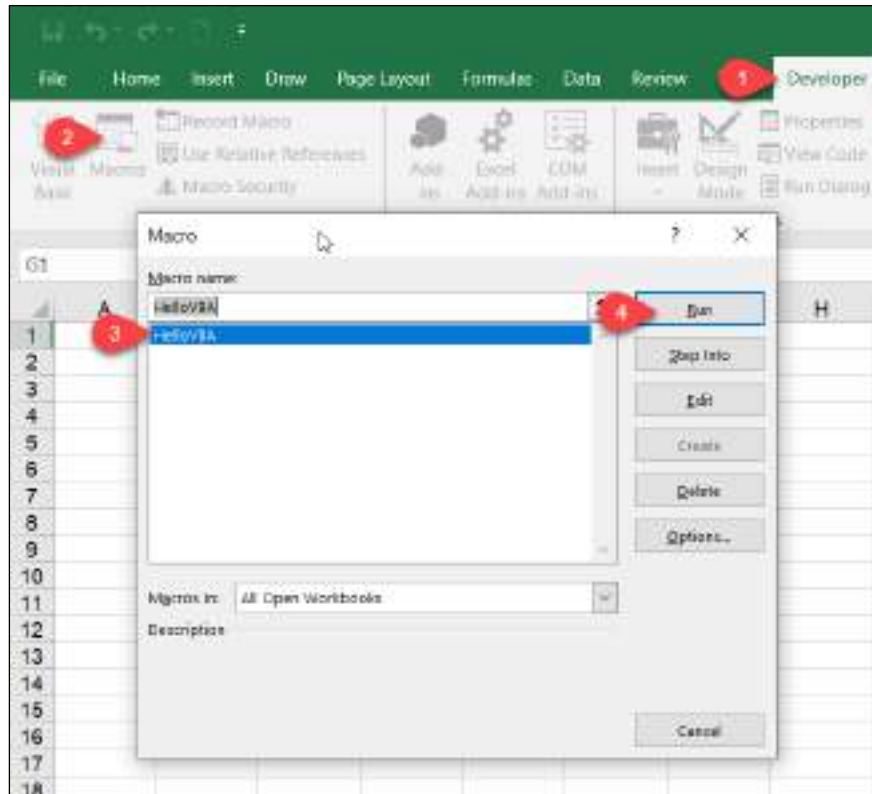 File Home Insert Draw Page Layout Formulas Data Review 1 Developer
2
Record Macro
Use Relative References
Macro Security
Visual Basic
Macros
Add-ins
Excel Add-ins
COM Add-ins
Insert
Design Mode
Properties
View Code
Run Dialog
Macro ?
G1
Macro name:
HelloVBA
3 HelloVBA
4 Run
Step Into
Edit
Create
Delete
Options...
Macros in: All Open Workbooks
Description
Cancel
A H
1
2
3
4
5
6
7
8
9
10
11
12
13
14
15
16
17
18